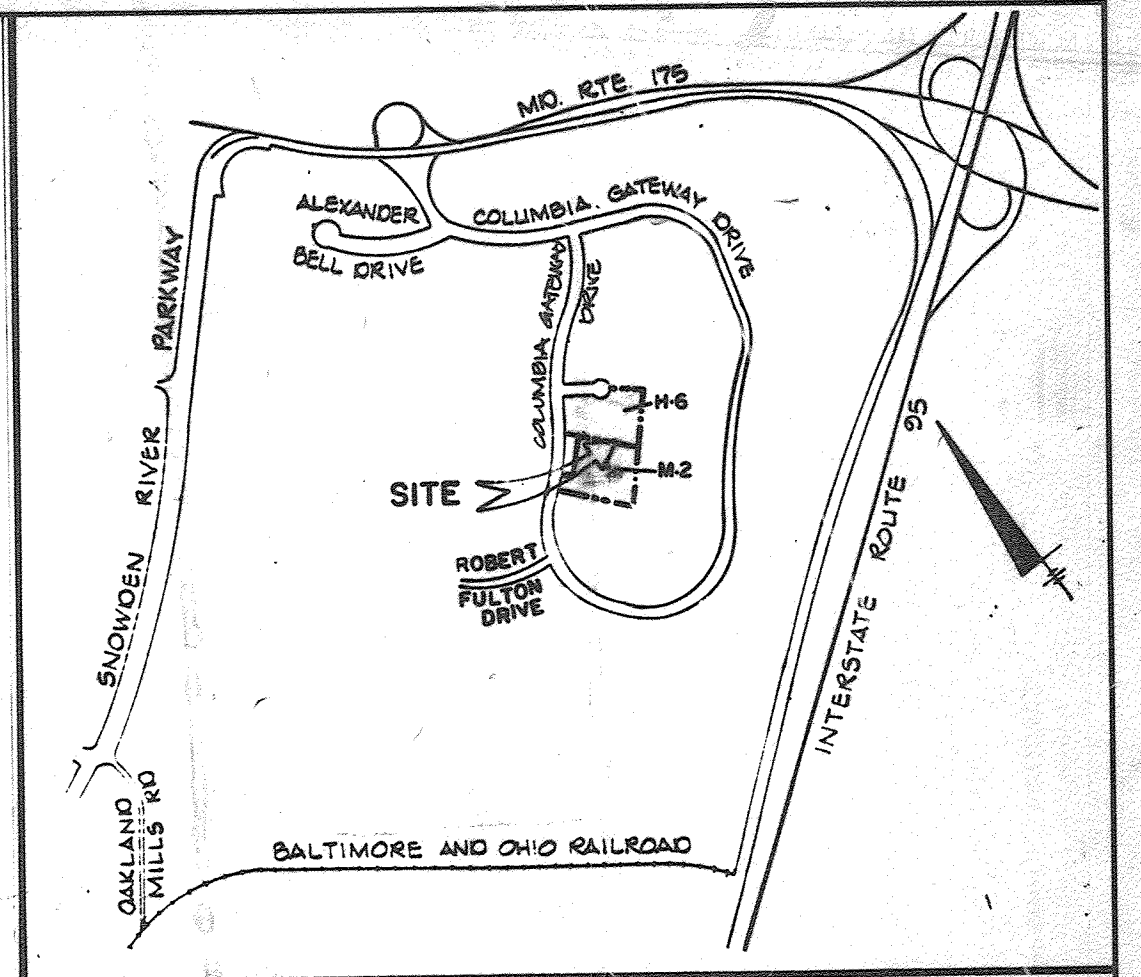 MD. RTE. 175
ALEXANDER
BELL DRIVE
COLUMBIA GATEWAY DRIVE
COLUMBIA GATEWAY
DRIVE
SNOWDEN RIVER PARKWAY
H-6
M-2
SITE
ROBERT
FULTON
DRIVE
INTERSTATE ROUTE 95
OAKLAND
MILLS RD
BALTIMORE AND OHIO RAILROAD